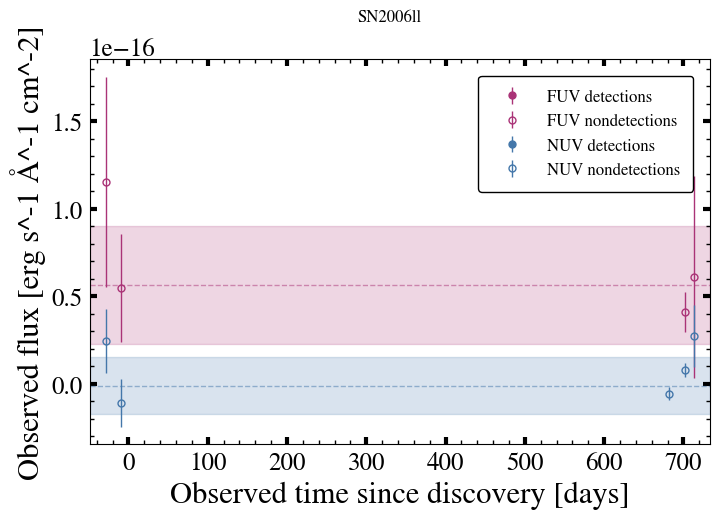 SN2006ll
1e−16
Observed flux [erg s^-1 Å^-1 cm^-2]
1.5
1.0
0.5
0.0
FUV detections
FUV nondetections
NUV detections
NUV nondetections
0 100 200 300 400 500 600 700
Observed time since discovery [days]